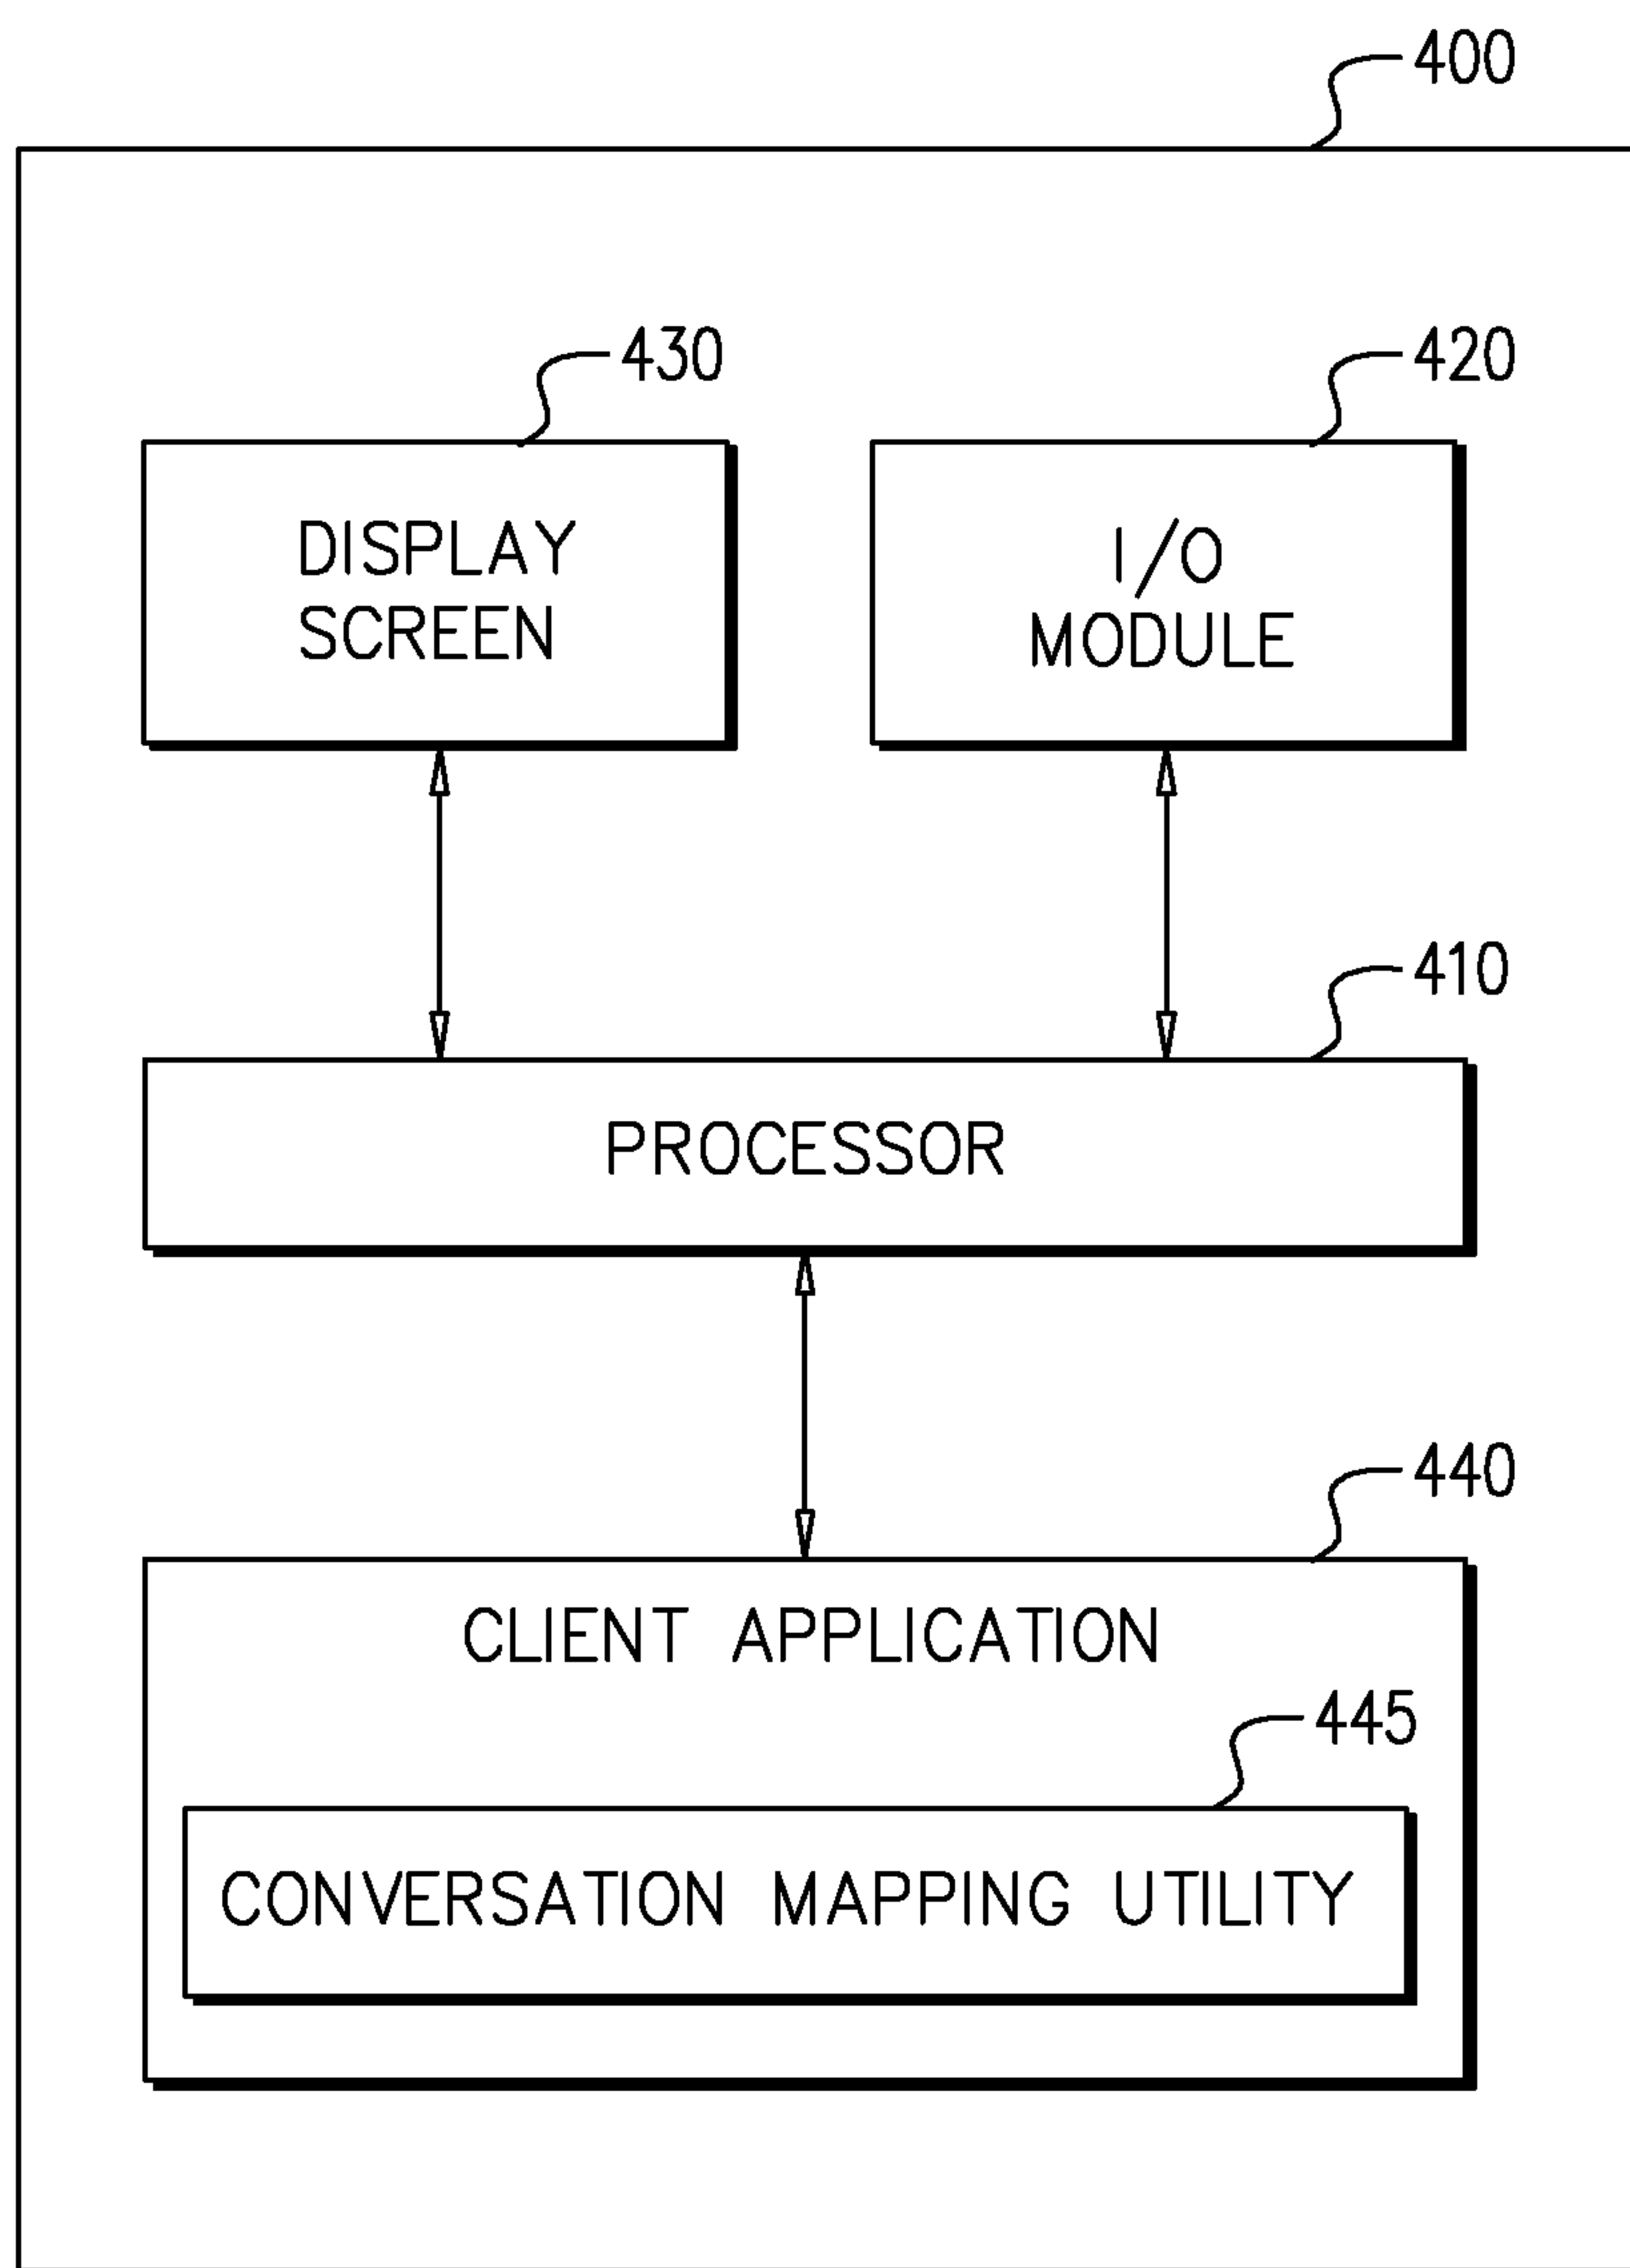 400
430
420
DISPLAY
SCREEN
I/O
MODULE
410
PROCESSOR
440
CLIENT APPLICATION
445
CONVERSATION MAPPING UTILITY